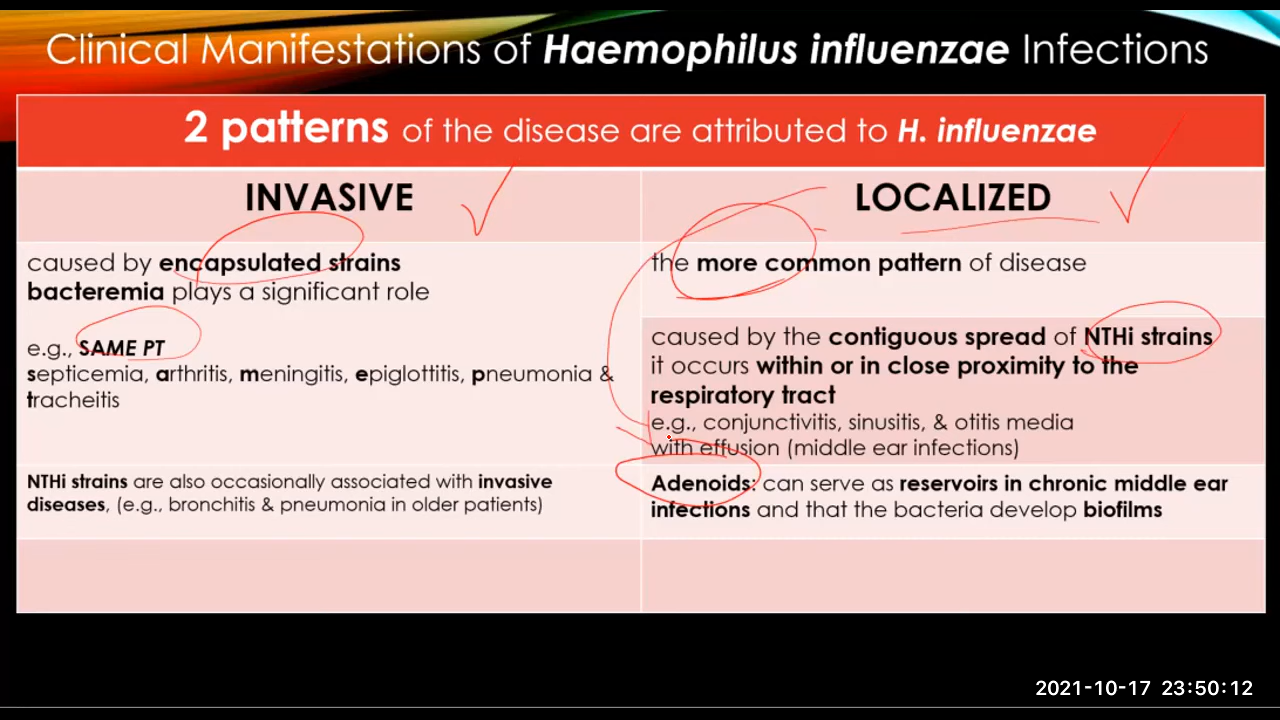 Clinical Manifestations of Haemophilus influenzae Infections
2 patterns of the disease are attributed to H. influenzae
INVASIVE
LOCALIZED
caused by encapsulated strains
bacteremia plays a significant role
e.g., SAME PT
septicemia, arthritis, meningitis, epiglottitis, pneumonia &
tracheitis
the more common pattern of disease
caused by the contiguous spread of NTHi strains
it occurs within or in close proximity to the
respiratory tract
e.g., conjunctivitis, sinusitis, & otitis media
with effusion (middle ear infections)
NTHi strains are also occasionally associated with invasive
diseases, (e.g., bronchitis & pneumonia in older patients)
Adenoids: can serve as reservoirs in chronic middle ear
infections and that the bacteria develop biofilms
2021-10-17 23:50:12